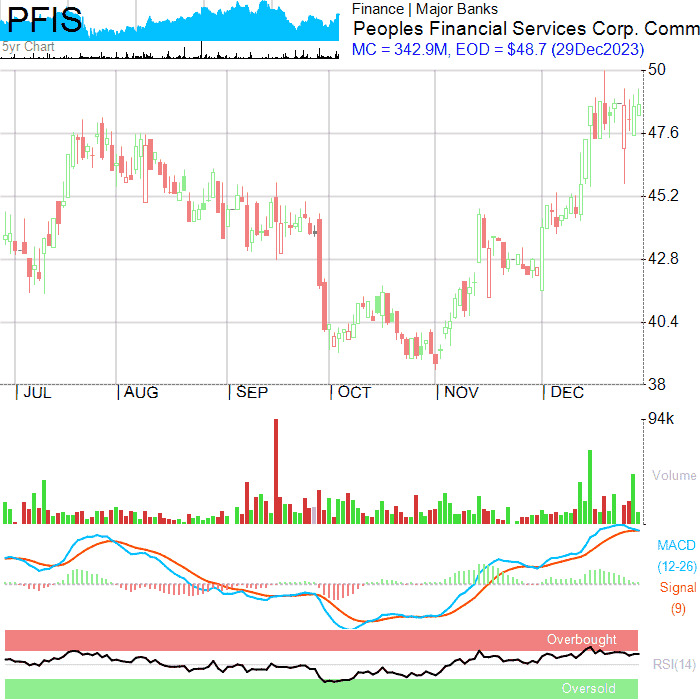 PFIS
5yr Chart
Finance | Major Banks
Peoples Financial Services Corp. Comm
MC = 342.9M, EOD = $48.7 (29Dec2023)
50
47.6
45.2
42.8
40.4
38
JUL AUG SEP OCT NOV DEC
94k
Volume
MACD
(12-26)
Signal
(9)
Overbought
RSI(14)
Oversold